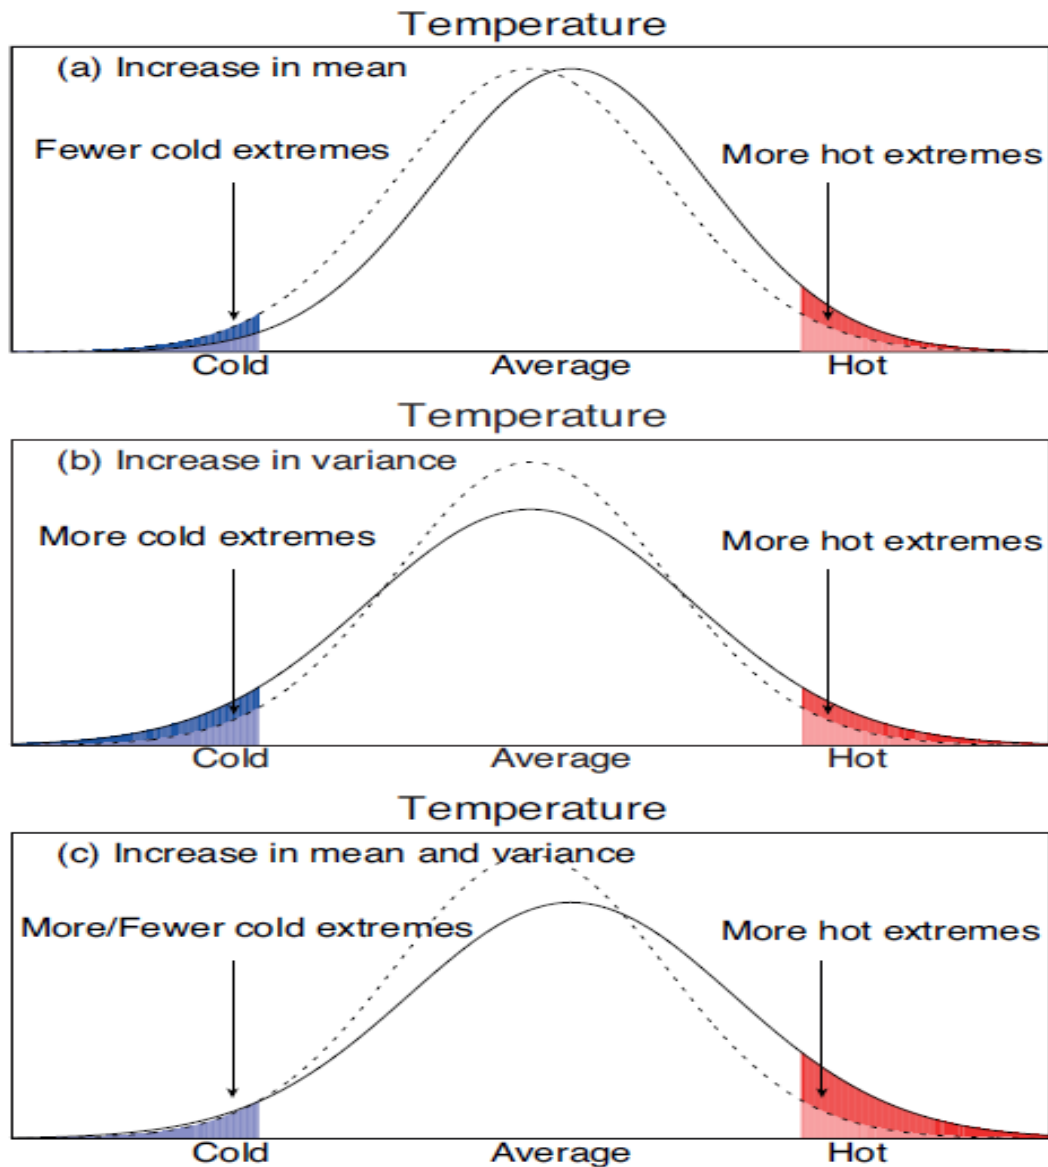 Temperature
(a) Increase in mean
Fewer cold extremes
More hot extremes
Cold Average Hot
Temperature
(b) Increase in variance
More cold extremes
More hot extremes
Cold Average Hot
Temperature
(c) Increase in mean and variance
More/Fewer cold extremes
More hot extremes
Cold Average Hot